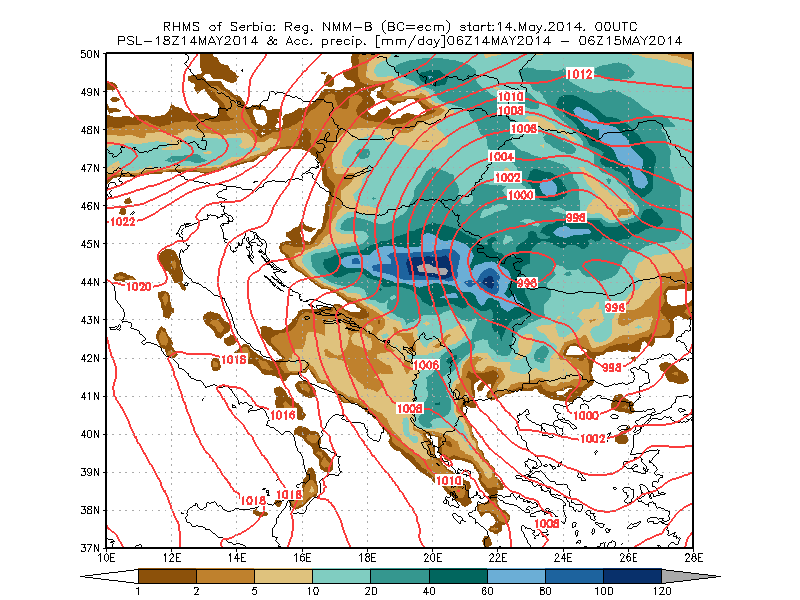 RHMS of Serbia: Reg. NMM-B (BC=ecm) start:14.May.2014. 00UTC
PSL-18Z14MAY2014 & Acc. precip. [mm/day]06Z14MAY2014 - 06Z15MAY2014
50N
1012
49N
1010
1008
48N
1006
47N
1004
1002
46N
1000
1022
998
45N
44N
1020
996
998
43N
42N
1018
1006
998
41N
1016
1008
1000
40N
1002
39N
1010
1018
1018
38N
1008
37N
10E 12E 14E 16E 18E 20E 22E 24E 26E 28E
1 2 5 10 20 40 60 80 100 120